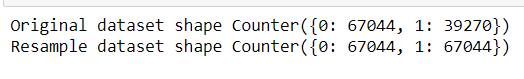 Original dataset shape Counter({0: 67044, 1: 39270})
Resample dataset shape Counter({0: 67044, 1: 67044})